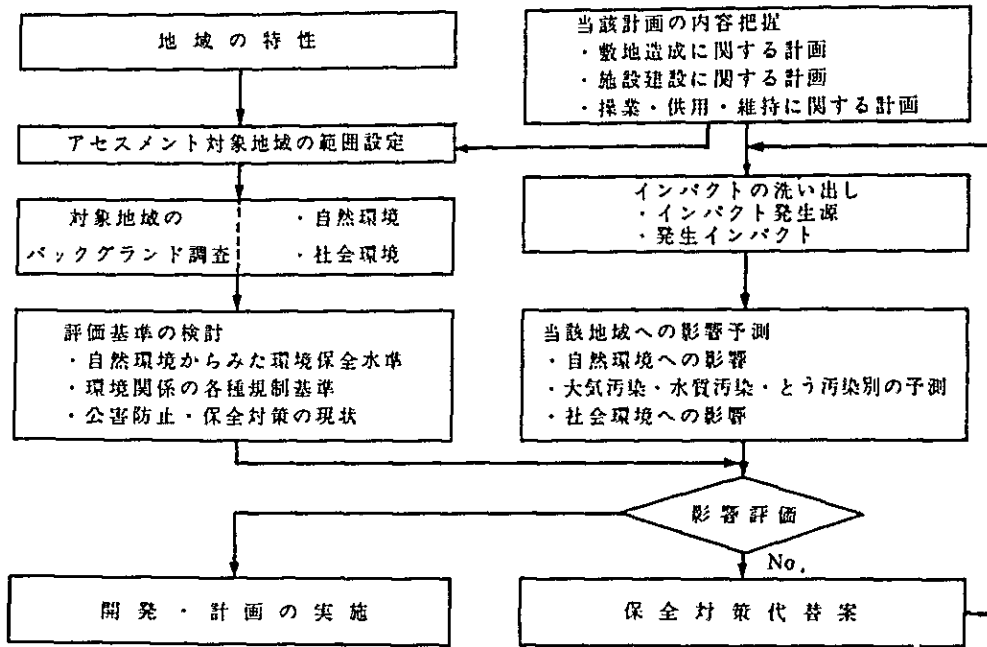 地域の特性
当該計画の内容把握
・敷地造成に関する計画
・施設建設に関する計画
・操業・供用・維持に関する計画
アセスメント対象地域の範囲設定
対象地域の
バックグランド調査
・自然環境
・社会環境
インパクトの洗い出し
・インパクト発生源
・発生インパクト
評価基準の検討
・自然環境からみた環境保全水準
・環境関係の各種規制基準
・公害防止・保全対策の現状
当該地域への影響予測
・自然環境への影響
・大気汚染・水質汚染・とう汚染別の予測
・社会環境への影響
影響評価
No.
開発・計画の実施
保全対策代替案